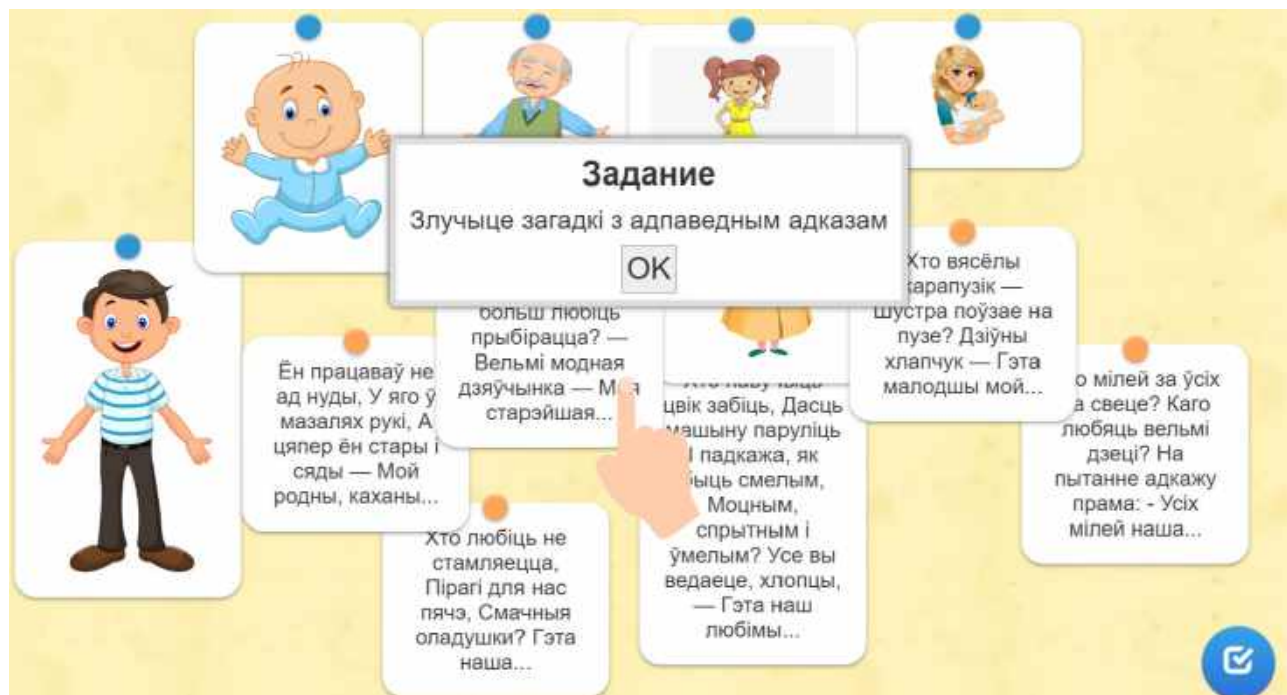 Задание
Злучыце загадкі з адпаведным адказам
OK
Ён працаваў не
ад нуды, У яго ў
мазалях рукі, А
цяпер ён стары і
сяды — Мой
родны, каханы...
больш любіць
прыбірацца? —
Вельмі модная
дзяўчынка —
старэйшая...
Хто любіць не
стамляецца,
Пірагі для нас
пячэ, Смачныя
оладушки? Гэта
наша...
цвік забіць, Дасць
машыну паруліць
І падкажа, як
быць смелым,
Моцным,
спрытным і
ўмелым? Усе вы
ведаеце, хлопцы,
— Гэта наш
любімы...
Хто вясёлы
карапузік —
Шустра поўзае на
пузе? Дзіўны
хлапчук — Гэта
малодшы мой...
мілей за ўсіх
свеце? Каго
любяць вельмі
дзеці? На
пытанне адкажу
прама: - Усіх
мілей наша...